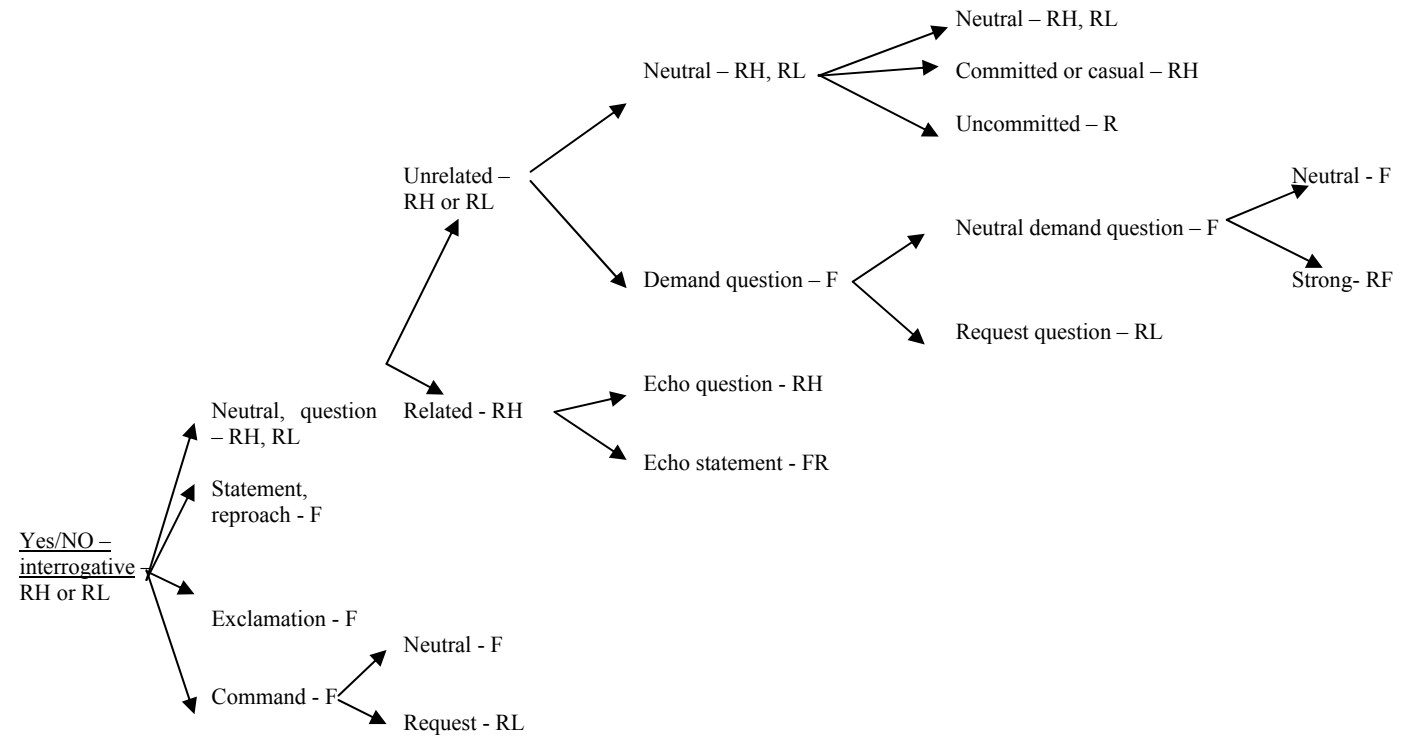 Neutral – RH, RL
Neutral – RH, RL
Committed or casual – RH
Uncommitted – R
Unrelated –
RH or RL
Neutral - F
Neutral demand question – F
Demand question – F
Strong- RF
Request question – RL
Echo question - RH
Neutral, question
– RH, RL
Related - RH
Echo statement - FR
Statement,
reproach - F
Yes/NO –
interrogative –
RH or RL
Exclamation - F
Neutral - F
Command - F
Request - RL